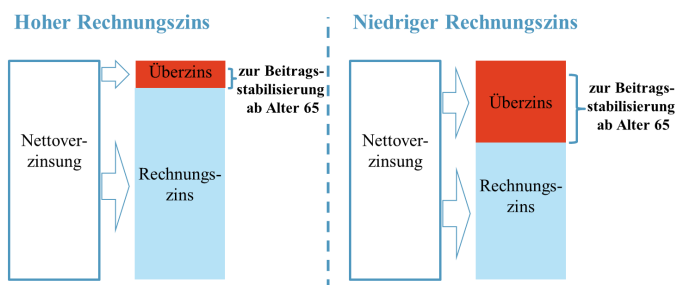 Hoher Rechnungszins
Überzins
zur Beitrags-
stabilisierung
ab Alter 65
Nettover-
zinsung
Rechnungs-
zins
Niedriger Rechnungszins
Überzins
zur Beitrags-
stabilisierung
ab Alter 65
Nettover-
zinsung
Rechnungs-
zins